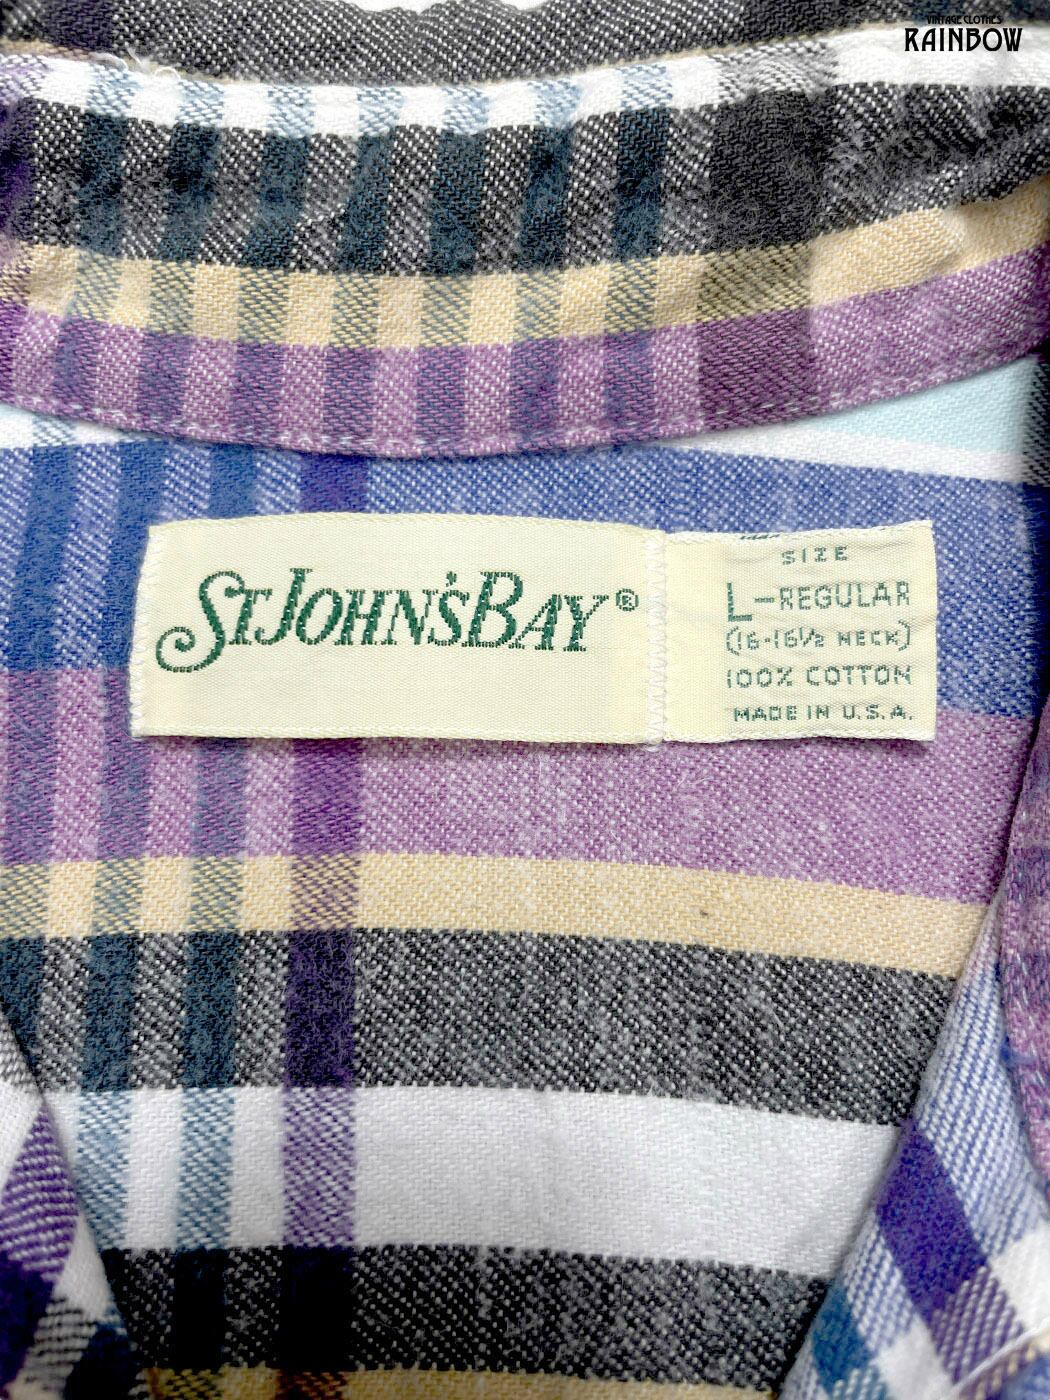 VINTAGE CLOTHES
RAINBOW
St John's Bay®
SIZE
L-REGULAR
(16-16½ NECK)
100% COTTON
MADE IN U.S.A.